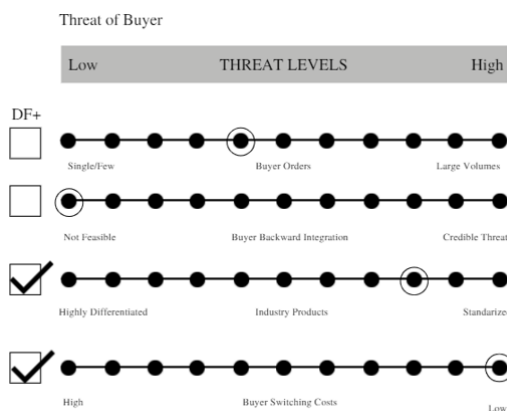 Threat of Buyer
Low THREAT LEVELS High
DF+
Single/Few Buyer Orders Large Volumes
Not Feasible Buyer Backward Integration Credible Threat
Highly Differentiated Industry Products Standarized
High Buyer Switching Costs Low